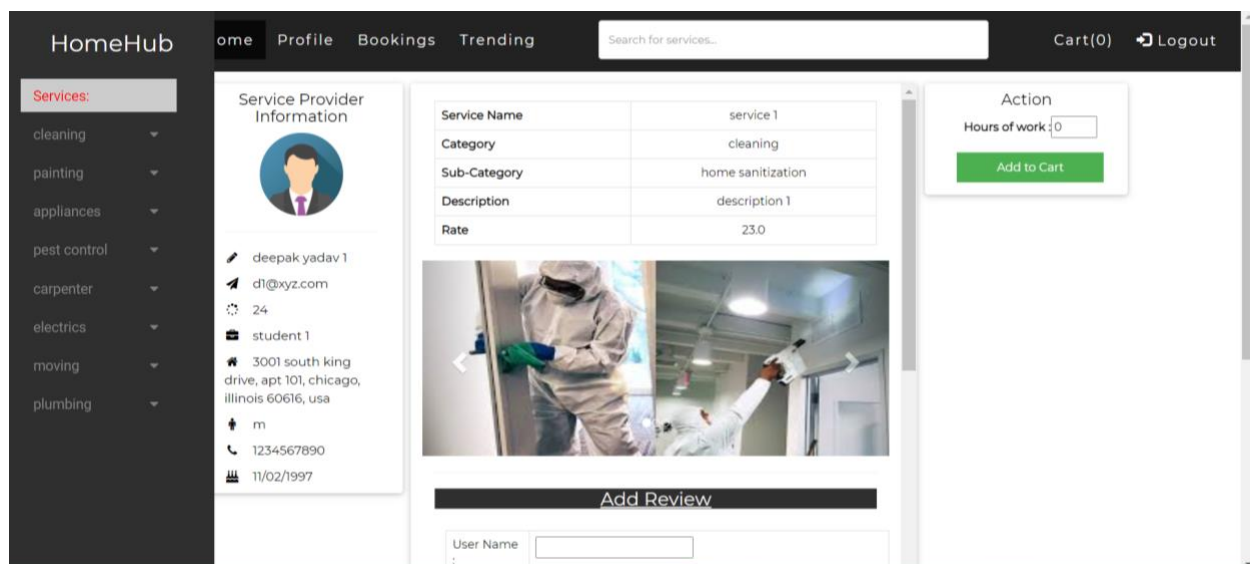 HomeHub
ome Profile Bookings Trending
Search for services...
Cart(0) Logout
Services:
cleaning
painting
appliances
pest control
carpenter
electrics
moving
plumbing
Service Provider
Information
deepak yadav 1
d1@xyz.com
24
student 1
3001 south king
drive, apt 101, chicago,
illinois 60616, usa
m
1234567890
11/02/1997
Service Name service 1
Category cleaning
Sub-Category home sanitization
Description description 1
Rate 23.0
Add Review
User Name
:
Action
Hours of work : 0
Add to Cart